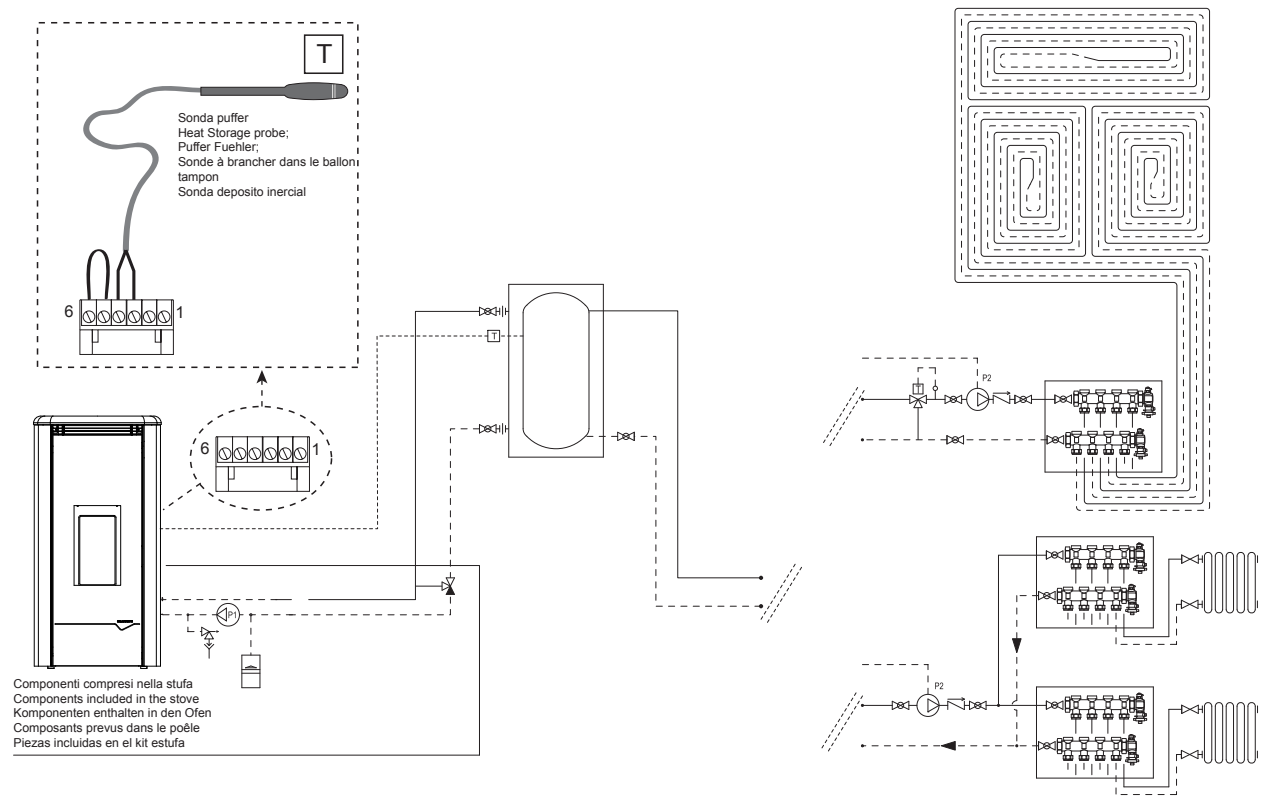 T
Sonda puffer
Heat Storage probe;
Puffer Fuehler;
Sonde à brancher dans le ballon
tampon
Sonda deposito inercial
6
1
6
1
T
P1
Componenti compresi nella stufa
Components included in the stove
Komponenten enthalten in den Ofen
Composants prevus dans le poêle
Piezas incluidas en el kit estufa
T
P2
P2